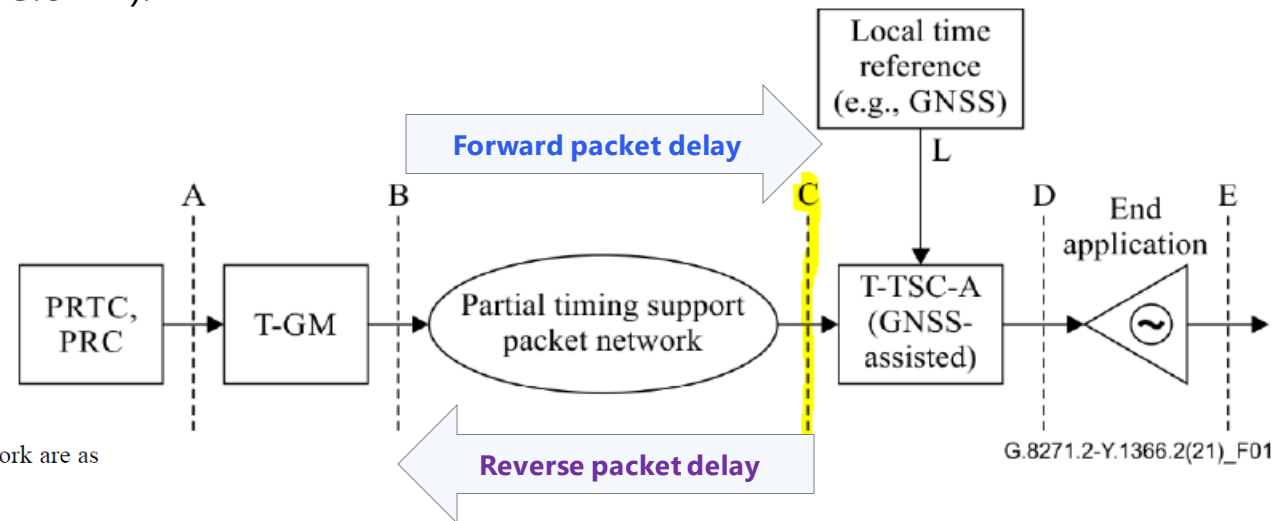 Local time
reference
(e.g., GNSS)
Forward packet delay
L
A
B
C
D
E
End
application
PRTC,
PRC
T-GM
Partial timing support
packet network
T-TSC-A
(GNSS-
assisted)
Reverse packet delay
ork are as
G.8271.2-Y.1366.2(21)_F01